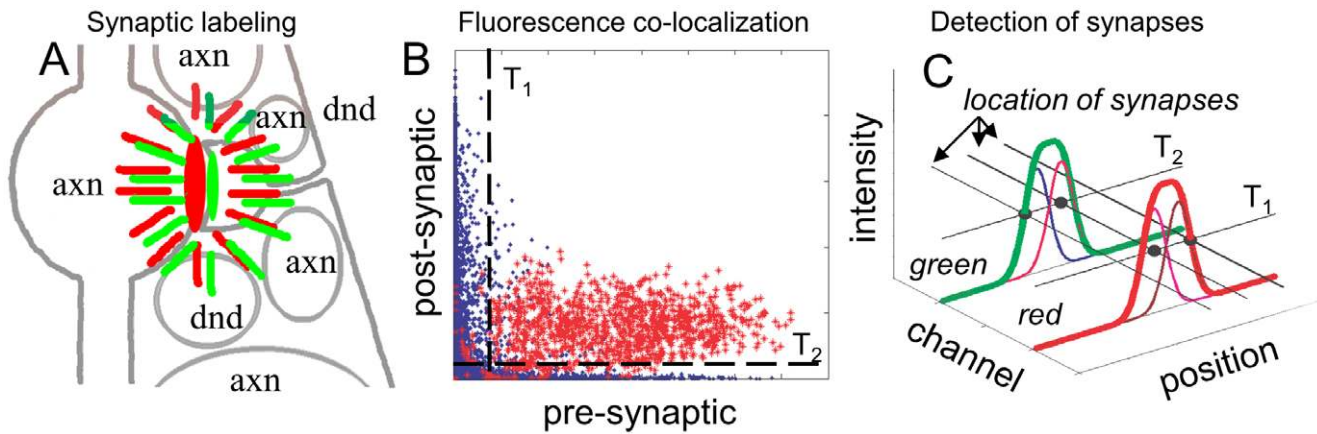 Synaptic labeling
A
axn
axn
dnd
axn
axn
dnd
axn
Fluorescence co-localization
B
T1
post-synaptic
T2
pre-synaptic
Detection of synapses
C
location of synapses
intensity
T2
T1
green
red
channel
position